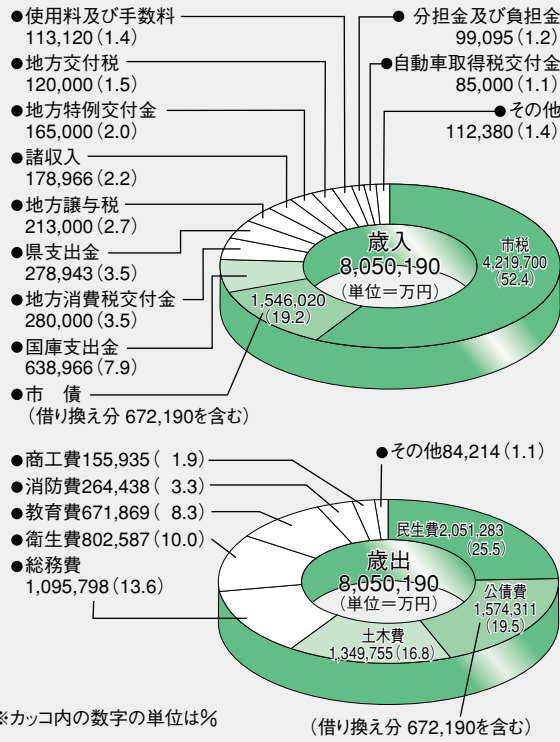 ●使用料及び手数料
113,120(1.4)
●地方交付税
120,000(1.5)
●地方特例交付金
165,000(2.0)
●諸収入
178,966(2.2)
●地方譲与税
213,000(2.7)
●県支出金
278,943(3.5)
●地方消費税交付金
280,000(3.5)
●国庫支出金
638,966(7.9)
●市 債
(借り換え分 672,190を含む)
●分担金及び負担金
99,095(1.2)
●自動車取得税交付金
85,000(1.1)
●その他
112,380(1.4)
歳入
8,050,190
(単位=万円)
市税
4,219,700
(52.4)
1,546,020
(19.2)
●商工費155,935( 1.9)
●消防費264,438( 3.3)
●教育費671,869( 8.3)
●衛生費802,587(10.0)
●総務費
1,095,798(13.6)
●その他84,214(1.1)
民生費2,051,283
(25.5)
歳出
8,050,190
(単位=万円)
公債費
1,574,311
(19.5)
土木費
1,349,755(16.8)
※カッコ内の数字の単位は%
(借り換え分 672,190を含む)